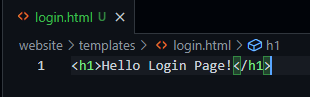 login.html U
website > templates > login.html > h1
1 <h1>Hello Login Page!</h1>